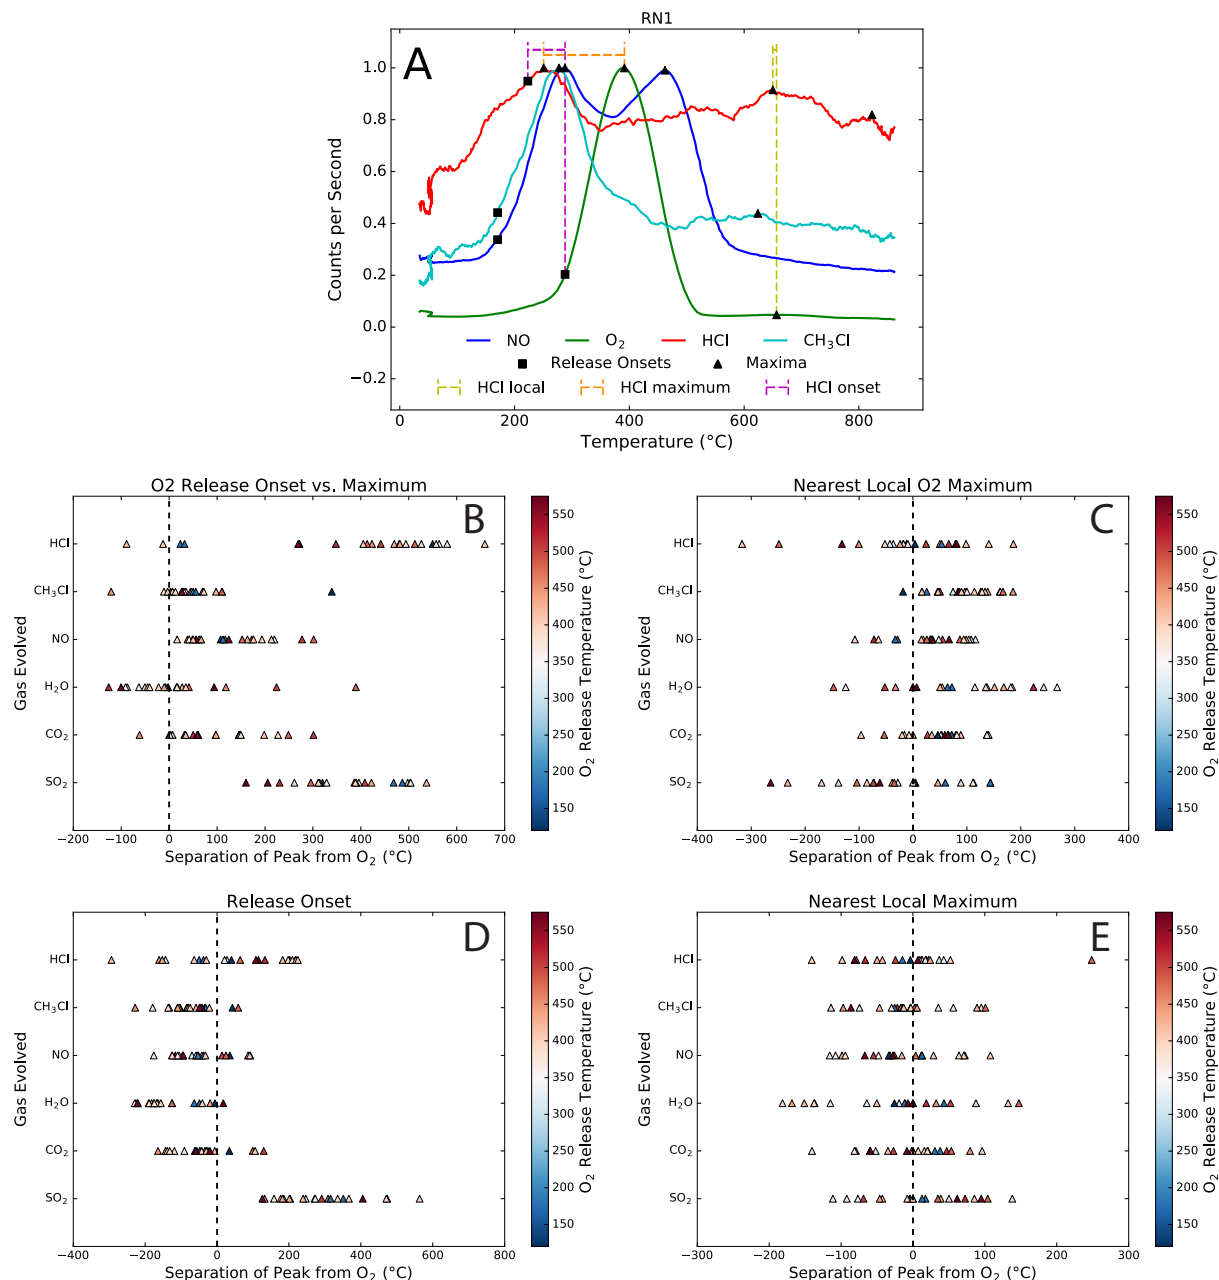 RN1
A
1.0
0.8
0.6
0.4
0.2
0.0
−0.2
Counts per Second
NO O₂ HCl CH₃Cl
Release Onsets Maxima
HCl local HCl maximum HCl onset
0 200 400 600 800
Temperature (°C)
O2 Release Onset vs. Maximum
B
HCl
CH₃Cl
NO
H₂O
CO₂
SO₂
Gas Evolved
−200 −100 0 100 200 300 400 500 600 700
Separation of Peak from O₂ (°C)
550
500
450
400
350
300
250
200
150
O₂ Release Temperature (°C)
Nearest Local O2 Maximum
C
HCl
CH₃Cl
NO
H₂O
CO₂
SO₂
Gas Evolved
−400 −300 −200 −100 0 100 200 300 400
Separation of Peak from O₂ (°C)
550
500
450
400
350
300
250
200
150
O₂ Release Temperature (°C)
Release Onset
D
HCl
CH₃Cl
NO
H₂O
CO₂
SO₂
Gas Evolved
−400 −200 0 200 400 600 800
Separation of Peak from O₂ (°C)
550
500
450
400
350
300
250
200
150
O₂ Release Temperature (°C)
Nearest Local Maximum
E
HCl
CH₃Cl
NO
H₂O
CO₂
SO₂
Gas Evolved
−300 −200 −100 0 100 200 300
Separation of Peak from O₂ (°C)
550
500
450
400
350
300
250
200
150
O₂ Release Temperature (°C)